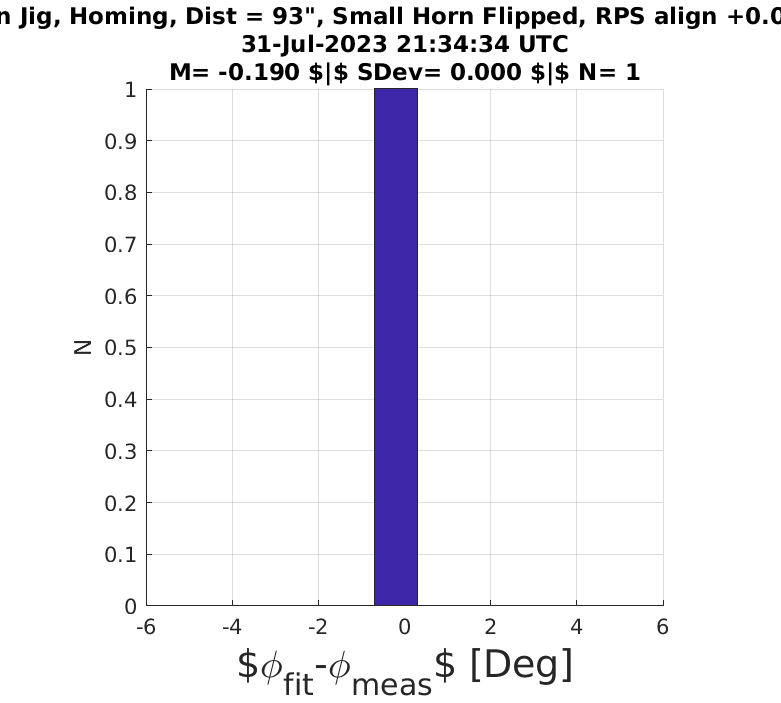 n Jig, Homing, Dist = 93", Small Horn Flipped, RPS align +0.0
31-Jul-2023 21:34:34 UTC
M= -0.190 $|$ SDev= 0.000 $|$ N= 1
1
0.9
0.8
0.7
0.6
0.5
0.4
0.3
0.2
0.1
0
N
-6 -4 -2 0 2 4 6
$ϕfit-ϕmeas$ [Deg]